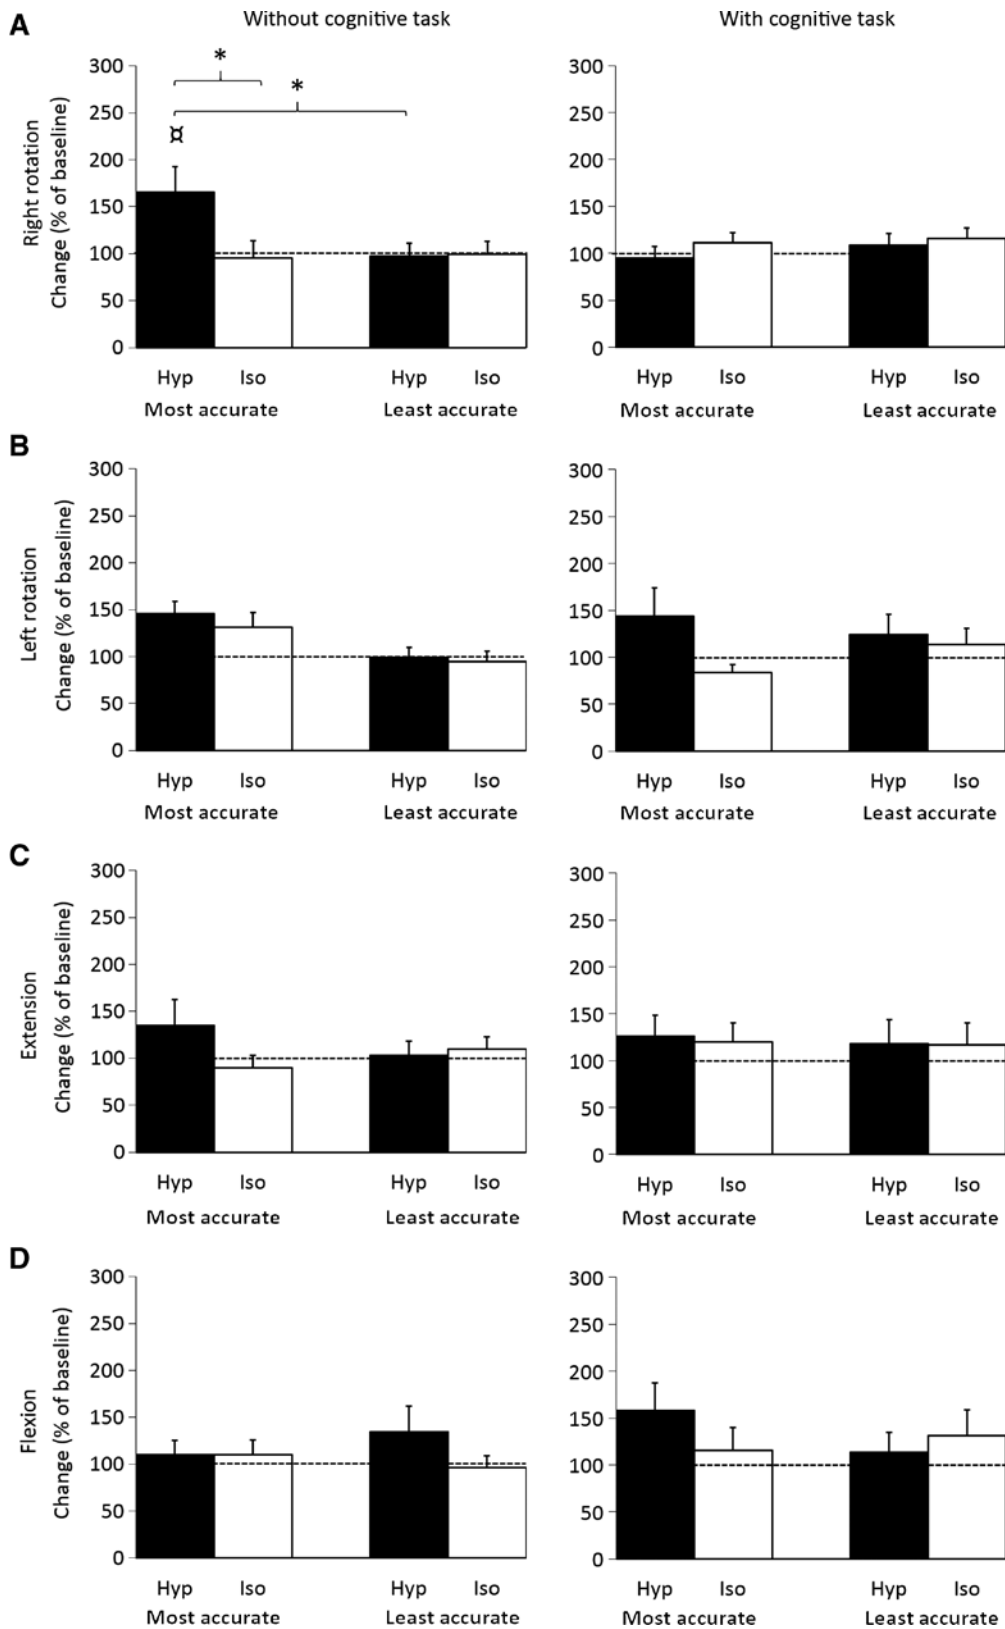 A
Without cognitive task
With cognitive task
Right rotation
Change (% of baseline)
300
250
200
150
100
50
0
*
*
¤
Hyp Iso Hyp Iso
Most accurate Least accurate
300
250
200
150
100
50
0
Hyp Iso Hyp Iso
Most accurate Least accurate
B
Left rotation
Change (% of baseline)
300
250
200
150
100
50
0
Hyp Iso Hyp Iso
Most accurate Least accurate
300
250
200
150
100
50
0
Hyp Iso Hyp Iso
Most accurate Least accurate
C
Extension
Change (% of baseline)
300
250
200
150
100
50
0
Hyp Iso Hyp Iso
Most accurate Least accurate
300
250
200
150
100
50
0
Hyp Iso Hyp Iso
Most accurate Least accurate
D
Flexion
Change (% of baseline)
300
250
200
150
100
50
0
Hyp Iso Hyp Iso
Most accurate Least accurate
300
250
200
150
100
50
0
Hyp Iso Hyp Iso
Most accurate Least accurate